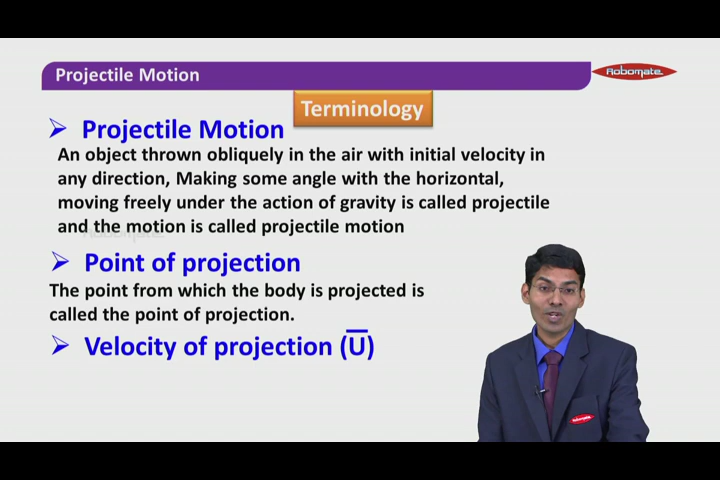 Projectile Motion
Robomate
Terminology
➢ Projectile Motion
An object thrown obliquely in the air with initial velocity in
any direction, Making some angle with the horizontal,
moving freely under the action of gravity is called projectile
and the motion is called projectile motion
Robomate
➢ Point of projection
The point from which the body is projected is
called the point of projection.
➢ Velocity of projection (U̅)
Robomate